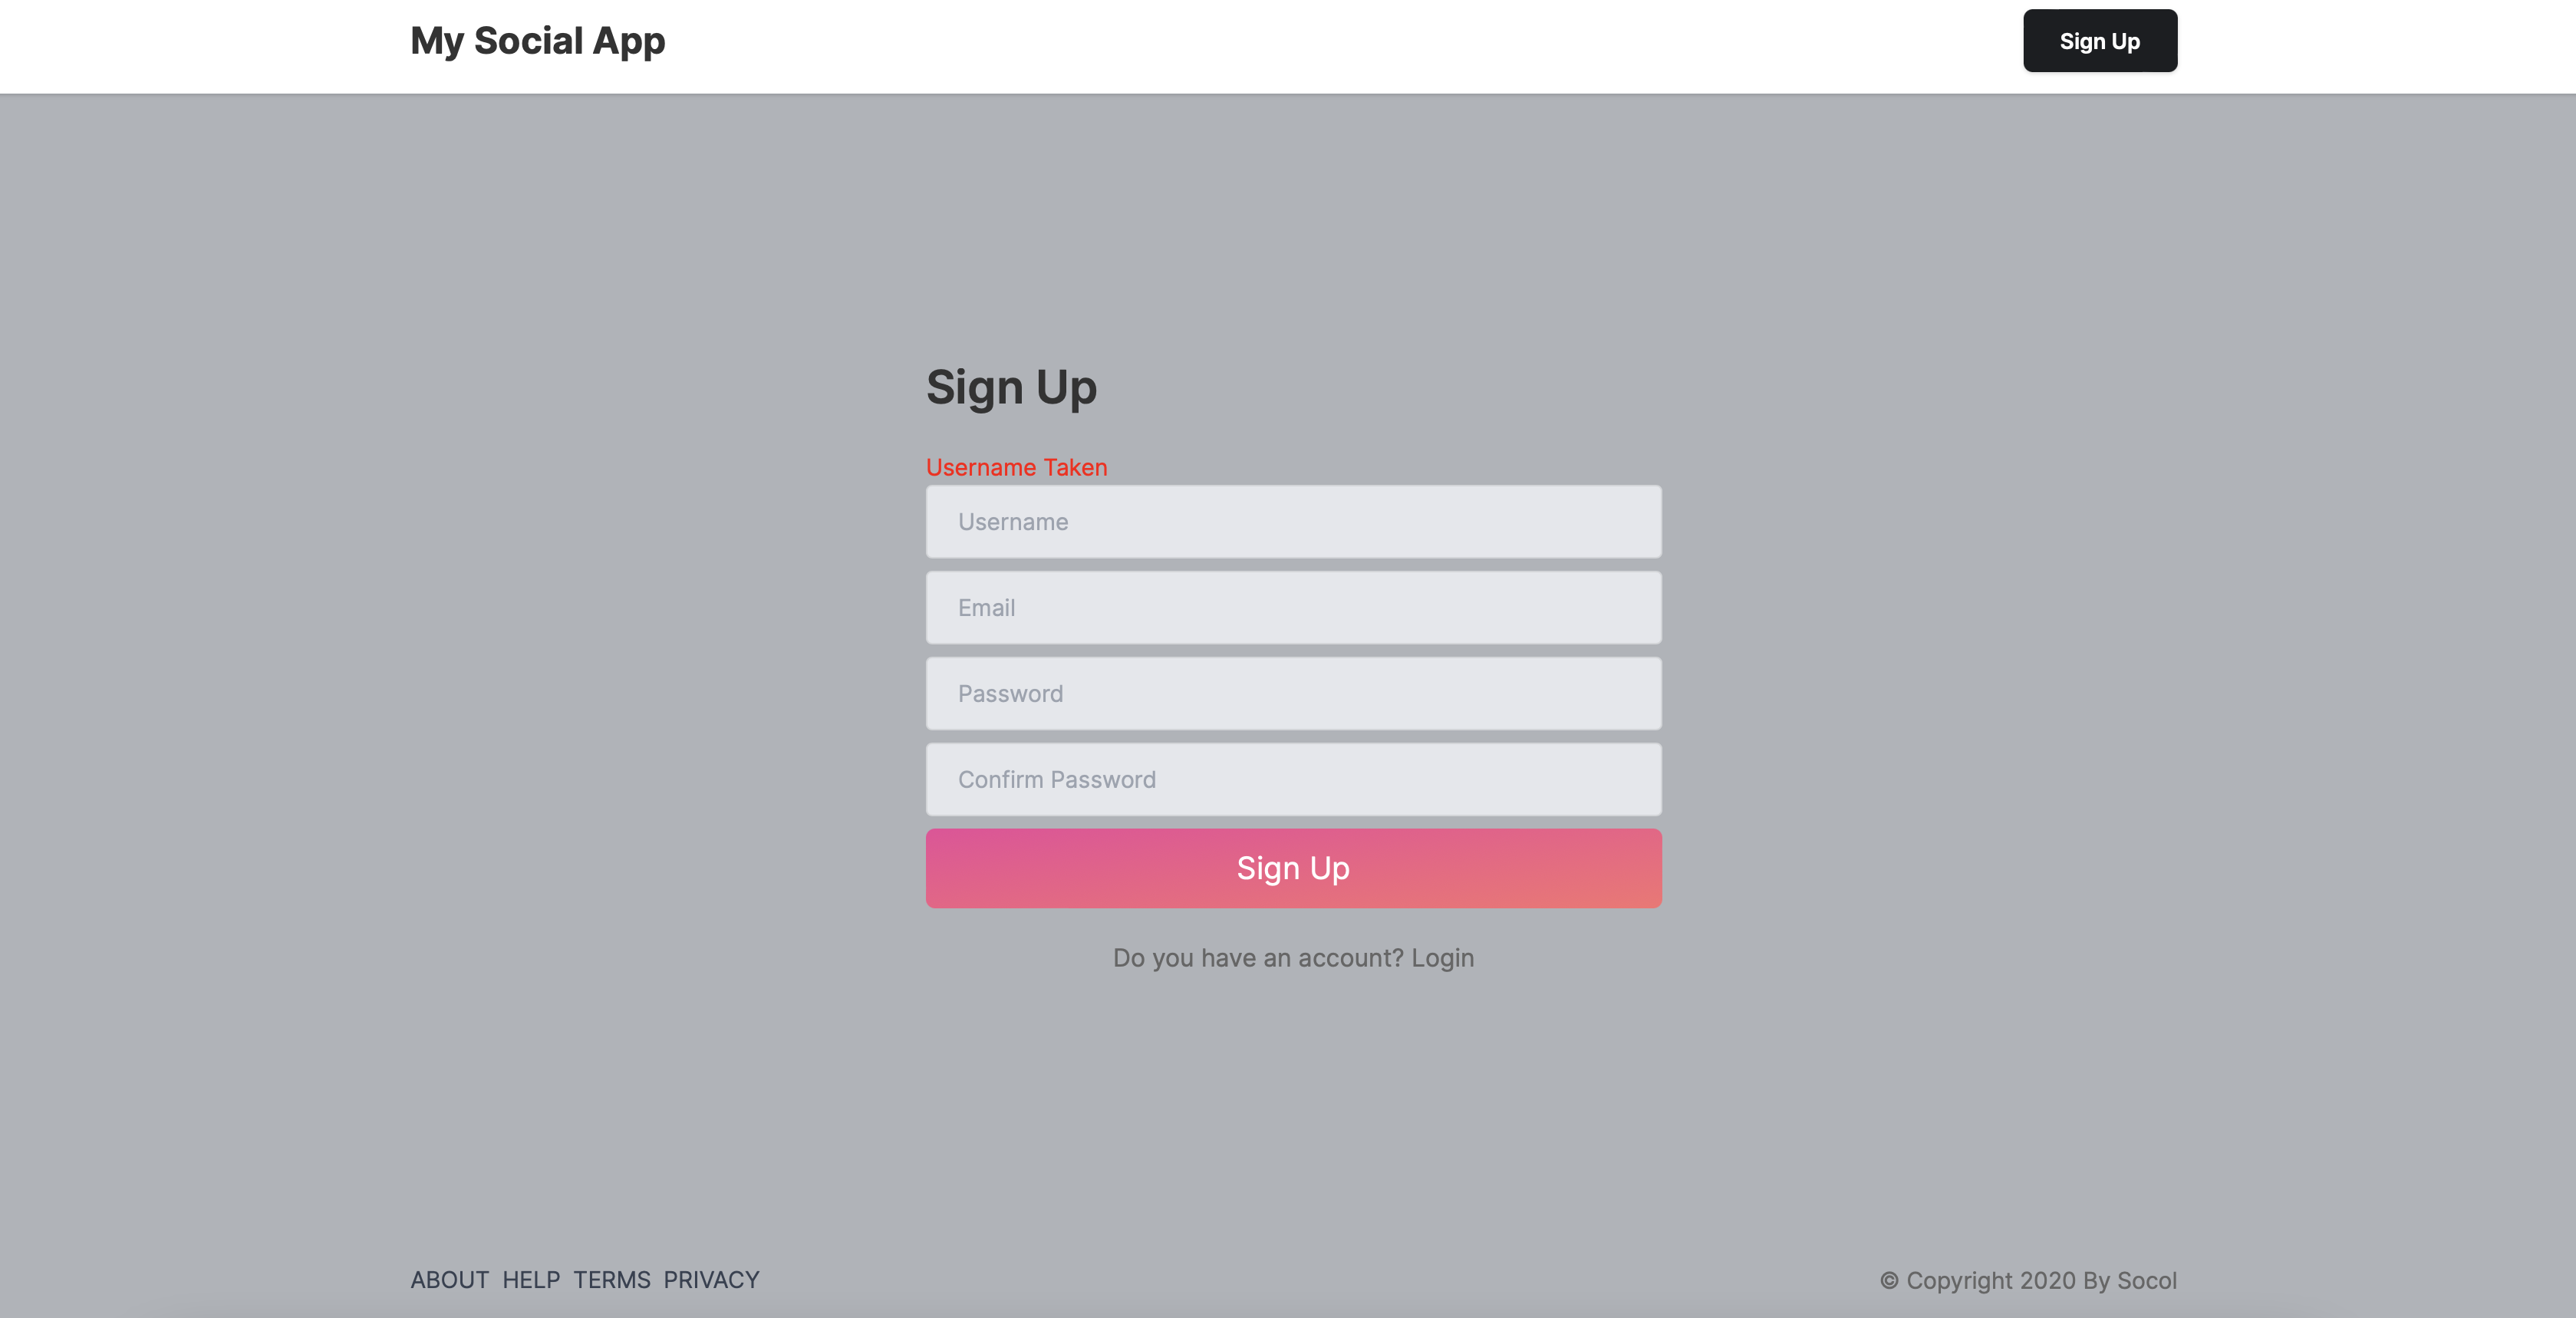 My Social App
Sign Up
Sign Up
Username Taken
Username
Email
Password
Confirm Password
Sign Up
Do you have an account? Login
ABOUT HELP TERMS PRIVACY
© Copyright 2020 By Socol